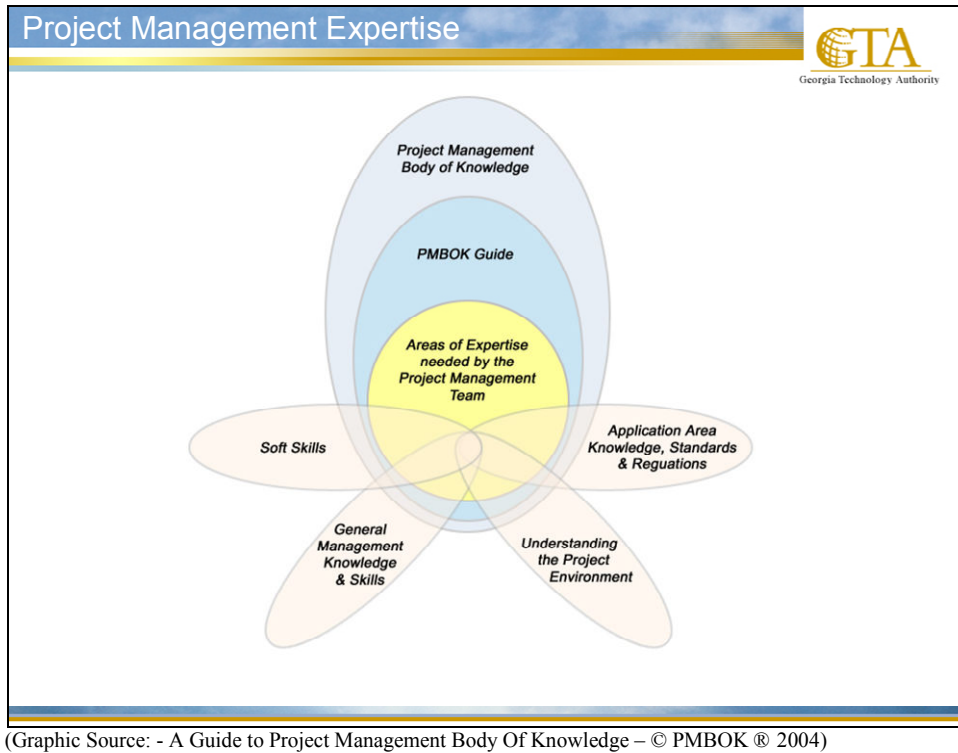 Project Management Expertise
GTA
Georgia Technology Authority
Project Management
Body of Knowledge
PMBOK Guide
Areas of Expertise
needed by the
Project Management
Team
Soft Skills
Application Area
Knowledge, Standards
& Reguations
General
Management
Knowledge
& Skills
Understanding
the Project
Environment
(Graphic Source: - A Guide to Project Management Body Of Knowledge – © PMBOK ® 2004)